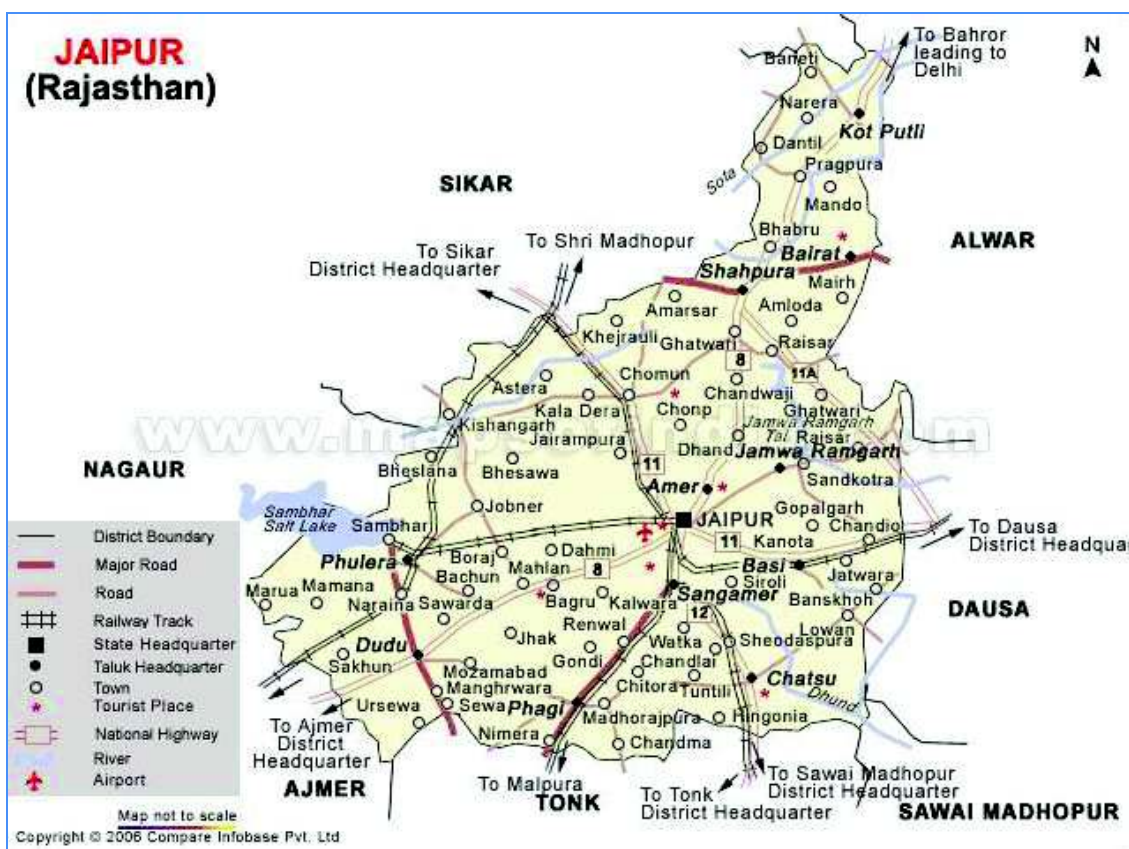 JAIPUR
(Rajasthan)
To Bahror
leading to
Delhi
N
Baneti
Narera
Kot Putli
Dantil
Pragpura
Sota
SIKAR
Mando
Bhabru
ALWAR
To Sikar
District Headquarter
To Shri Madhopur
Bairat
Shahpura
Mairh
Amarsar
Amloda
Khejrauli
Ghatwari
Raisar
8
11A
Astera
Chomun
Chandwaji
Kala Dera
Chonp
Ghatwari
Kishangarh
Jairampura
Jamwa Ramgarh
Tal
Raisar
Dhand
Jamwa Ramgarh
NAGAUR
Bheslana
Bhesawa
11
Sandkotra
Amer
Jobner
Gopalgarh
Sambhar
Salt Lake
Sambhar
JAIPUR
Chandio
To Dausa
District Headqua
11
Kanota
Phulera
Boraj
Dahmi
Basi
Bachun
Mahlan
8
Siroli
Jatwara
Marua
Mamana
Naraina
Sawarda
Bagru
Kalwara
Sangamer
Banskhoh
DAUSA
12
Renwal
Lowan
Dudu
Jhak
Watka
Sheodaspura
Sakhun
Mozamabad
Gondi
Chandlai
Chatsu
Manghrwara
Chitora
Tuntili
Ursewa
Sewa
Phagi
Madhorajpura
Hingonia
Dhund
To Ajmer
District
Headquarter
Nimera
Chandma
AJMER
To Malpura
TONK
To Tonk
District Headquarter
To Sawai Madhopur
District Headquarter
SAWAI MADHOPUR
District Boundary
Major Road
Road
Railway Track
State Headquarter
Taluk Headquarter
Town
Tourist Place
National Highway
River
Airport
Map not to scale
Copyright © 2006 Compare Infobase Pvt. Ltd